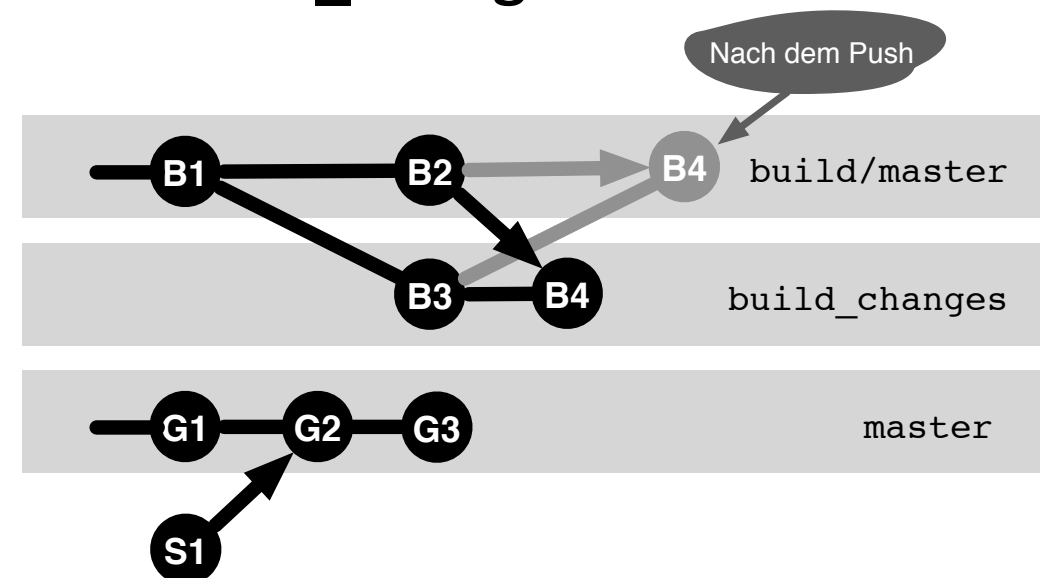 Nach dem Push
B1 B2 B4 build/master
B3 B4 build_changes
G1 G2 G3 master
S1